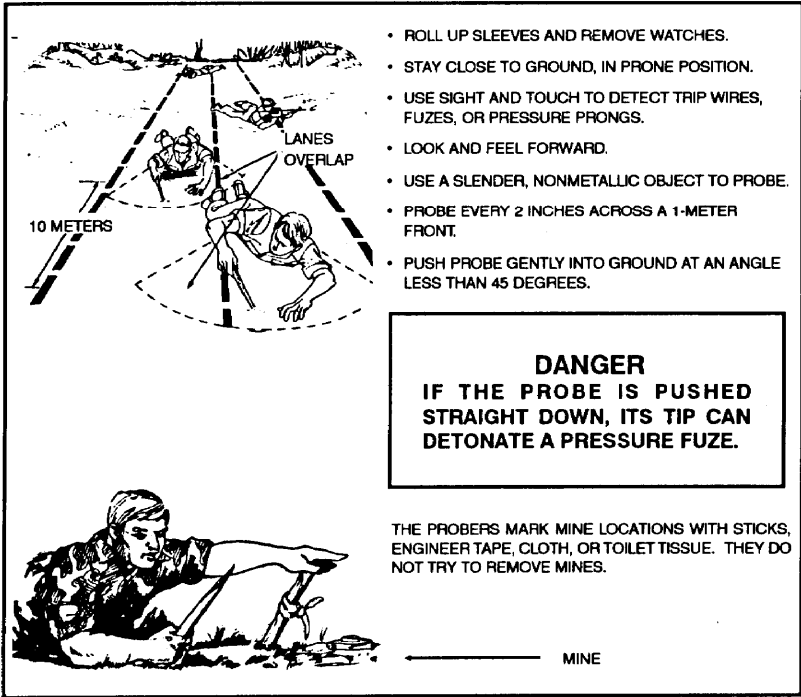 • ROLL UP SLEEVES AND REMOVE WATCHES.
• STAY CLOSE TO GROUND, IN PRONE POSITION.
• USE SIGHT AND TOUCH TO DETECT TRIP WIRES,
FUZES, OR PRESSURE PRONGS.
• LOOK AND FEEL FORWARD.
• USE A SLENDER, NONMETALLIC OBJECT TO PROBE.
• PROBE EVERY 2 INCHES ACROSS A 1-METER
FRONT.
• PUSH PROBE GENTLY INTO GROUND AT AN ANGLE
LESS THAN 45 DEGREES.
LANES
OVERLAP
10 METERS
DANGER
IF THE PROBE IS PUSHED
STRAIGHT DOWN, ITS TIP CAN
DETONATE A PRESSURE FUZE.
THE PROBERS MARK MINE LOCATIONS WITH STICKS,
ENGINEER TAPE, CLOTH, OR TOILET TISSUE. THEY DO
NOT TRY TO REMOVE MINES.
MINE